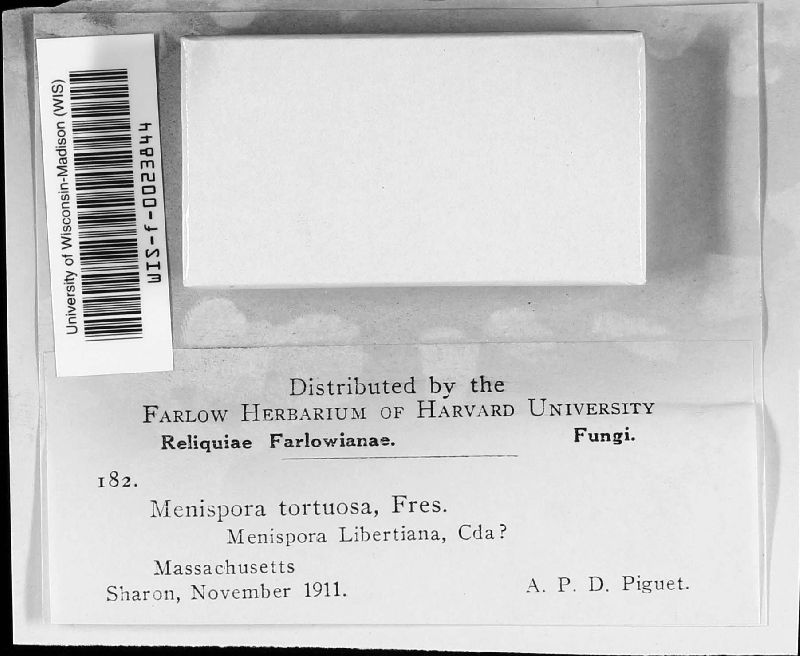 University of Wisconsin-Madison (WIS)
WIS-f-0023844
Distributed by the
FARLOW HERBARIUM OF HARVARD UNIVERSITY
Reliquiae Farlowianae. Fungi.
182.
Menispora tortuosa, Fres.
Menispora Libertiana, Cda?
Massachusetts
Sharon, November 1911. A. P. D. Piguet.